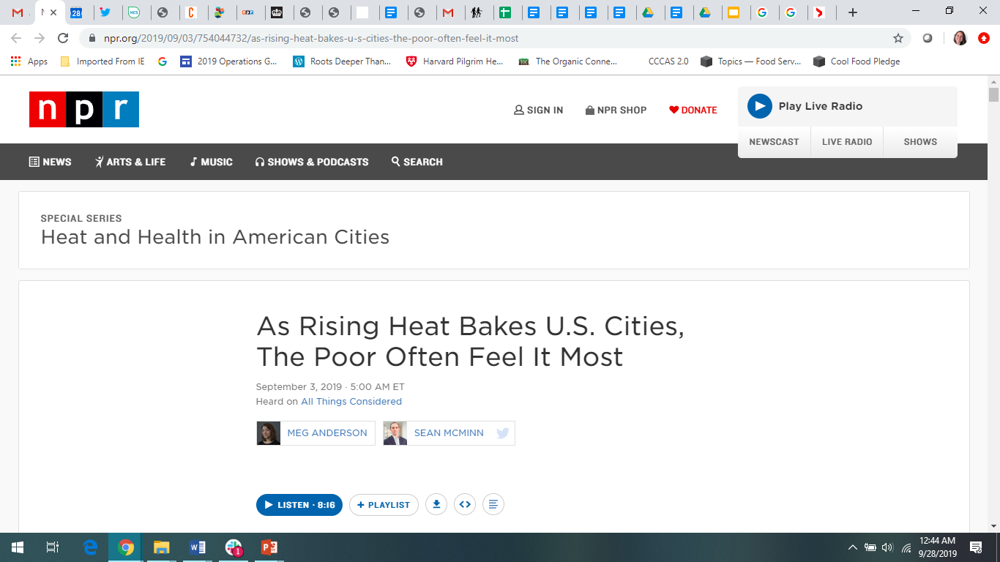 28
HCS
npr
npr.org/2019/09/03/754044732/as-rising-heat-bakes-u-s-cities-the-poor-often-feel-it-most
Apps Imported From IE 2019 Operations G... Roots Deeper Than... Harvard Pilgrim He... The Organic Conne... CCCAS 2.0 Topics — Food Serv... Cool Food Pledge
npr
SIGN IN NPR SHOP DONATE
Play Live Radio
NEWSCAST LIVE RADIO SHOWS
NEWS ARTS & LIFE MUSIC SHOWS & PODCASTS SEARCH
SPECIAL SERIES
Heat and Health in American Cities
As Rising Heat Bakes U.S. Cities,
The Poor Often Feel It Most
September 3, 2019 · 5:00 AM ET
Heard on All Things Considered
MEG ANDERSON SEAN MCMINN
LISTEN · 8:16 + PLAYLIST
1
12:44 AM
9/28/2019